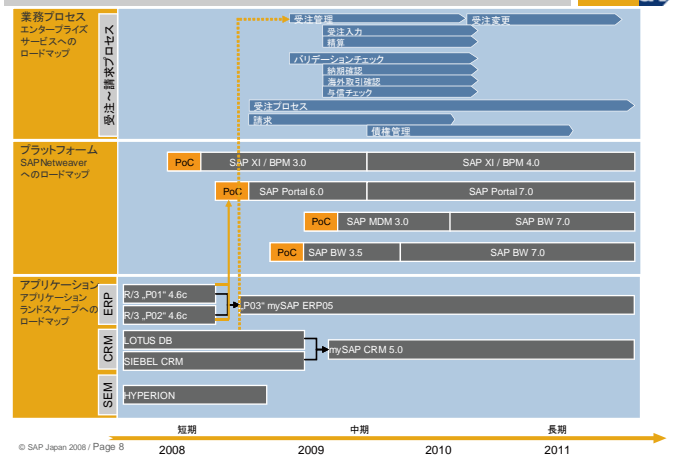 業務プロセス
エンタープライズ
サービスへの
ロードマップ
受注～請求プロセス
受注管理
受注変更
受注入力
精算
バリデーションチェック
納期確認
海外取引確認
与信チェック
受注プロセス
請求
債権管理
プラットフォーム
SAPNetweaver
へのロードマップ
PoC
SAP XI / BPM 3.0
SAP XI / BPM 4.0
PoC
SAP Portal 6.0
SAP Portal 7.0
PoC
SAP MDM 3.0
SAP BW 7.0
PoC
SAP BW 3.5
SAP BW 7.0
アプリケーション
アプリケーション
ランドスケープへの
ロードマップ
ERP
R/3 „P01“ 4.6c
R/3 „P02“ 4.6c
„P03“ mySAP ERP05
CRM
LOTUS DB
SIEBEL CRM
mySAP CRM 5.0
SEM
HYPERION
短期
中期
長期
© SAP Japan 2008 / Page 8
2008
2009
2010
2011